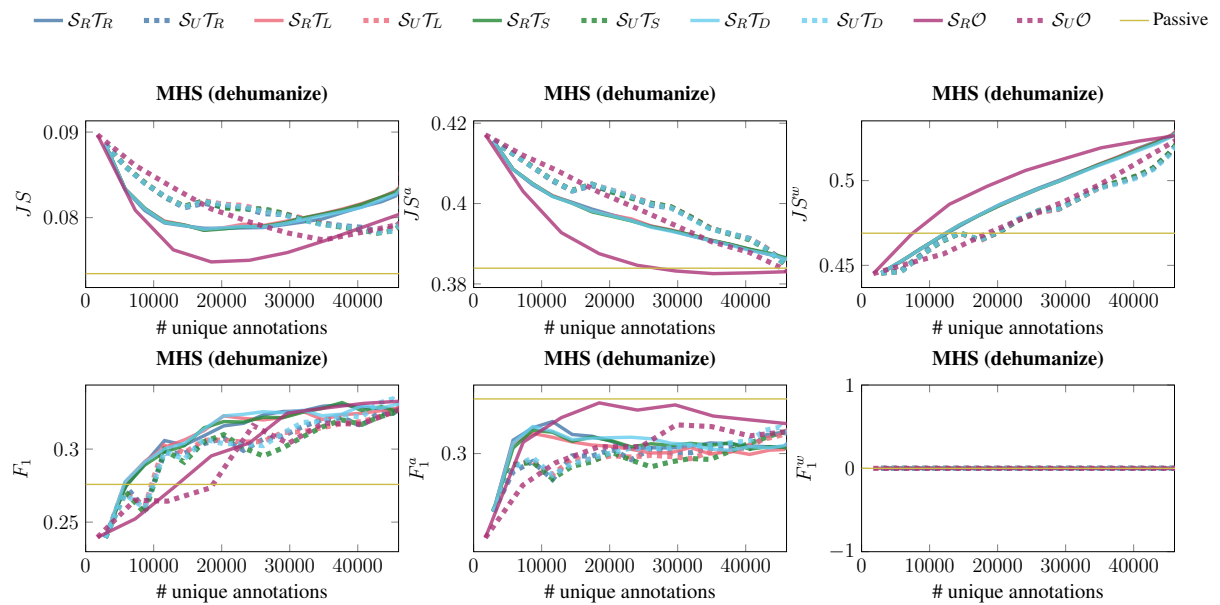 S_R T_R S_U T_R S_R T_L S_U T_L S_R T_S S_U T_S S_R T_D S_U T_D S_R O S_U O Passive
MHS (dehumanize) MHS (dehumanize) MHS (dehumanize)
0.09
0.08
JS
0 10000 20000 30000 40000
# unique annotations
0.42
0.4
0.38
JS^a
0 10000 20000 30000 40000
# unique annotations
0.5
0.45
JS^w
0 10000 20000 30000 40000
# unique annotations
MHS (dehumanize) MHS (dehumanize) MHS (dehumanize)
0.3
0.25
F_1
0 10000 20000 30000 40000
# unique annotations
0.3
F_1^a
0 10000 20000 30000 40000
# unique annotations
1
0
−1
F_1^w
0 10000 20000 30000 40000
# unique annotations